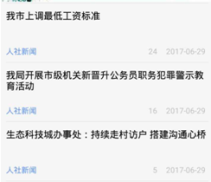 我市上调最低工资标准
人社新闻 24 2017-06-29
我局开展市级机关新晋升公务员职务犯罪警示教
育活动
人社新闻 16 2017-06-29
生态科技城办事处：持续走村访户 搭建沟通心桥
人社新闻 5 2017-06-29